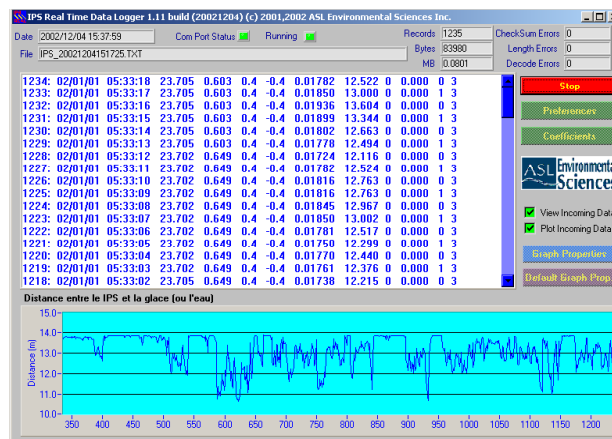 IPS Real Time Data Logger 1.11 build (20021204) (c) 2001,2002 ASL Environmental Sciences Inc.
Date 2002/12/04 15:37:59 Com Port Status Running Records 1235 CheckSum Errors 0
Bytes 83980 Length Errors 0
File IPS_20021204151725.TXT MB 0.0801 Decode Errors 0
1234: 02/01/01 05:33:18 23.705 0.603 0.4 -0.4 0.01782 12.522 0 0.000 0 3
1233: 02/01/01 05:33:17 23.705 0.603 0.4 -0.4 0.01850 13.000 0 0.000 1 3
1232: 02/01/01 05:33:16 23.705 0.603 0.4 -0.4 0.01936 13.604 0 0.000 0 3
1231: 02/01/01 05:33:15 23.705 0.603 0.4 -0.4 0.01899 13.344 0 0.000 1 3
1230: 02/01/01 05:33:14 23.705 0.603 0.4 -0.4 0.01802 12.663 0 0.000 0 3
1229: 02/01/01 05:33:13 23.705 0.603 0.4 -0.4 0.01778 12.494 0 0.000 1 3
1228: 02/01/01 05:33:12 23.702 0.649 0.4 -0.4 0.01724 12.116 0 0.000 0 3
1227: 02/01/01 05:33:11 23.702 0.649 0.4 -0.4 0.01782 12.524 0 0.000 1 3
1226: 02/01/01 05:33:10 23.702 0.649 0.4 -0.4 0.01816 12.763 0 0.000 0 3
1225: 02/01/01 05:33:09 23.702 0.649 0.4 -0.4 0.01816 12.763 0 0.000 1 3
1224: 02/01/01 05:33:08 23.702 0.649 0.4 -0.4 0.01845 12.967 0 0.000 0 3
1223: 02/01/01 05:33:07 23.702 0.649 0.4 -0.4 0.01850 13.002 0 0.000 1 3
1222: 02/01/01 05:33:06 23.702 0.649 0.4 -0.4 0.01781 12.517 0 0.000 0 3
1221: 02/01/01 05:33:05 23.702 0.649 0.4 -0.4 0.01750 12.299 0 0.000 1 3
1220: 02/01/01 05:33:04 23.702 0.649 0.4 -0.4 0.01770 12.440 0 0.000 0 3
1219: 02/01/01 05:33:03 23.702 0.649 0.4 -0.4 0.01761 12.376 0 0.000 1 3
1218: 02/01/01 05:33:02 23.705 0.649 0.4 -0.4 0.01738 12.215 0 0.000 0 3
Stop
Preferences
Coefficients
ASL Environmental
Sciences
View Incoming Data
Plot Incoming Data
Graph Properties
Default Graph Prop.
Distance entre le IPS et la glace (ou l'eau)
Distance [m]
15.0
14.0
13.0
12.0
11.0
10.0
350 400 450 500 550 600 650 700 750 800 850 900 950 1000 1050 1100 1150 1200